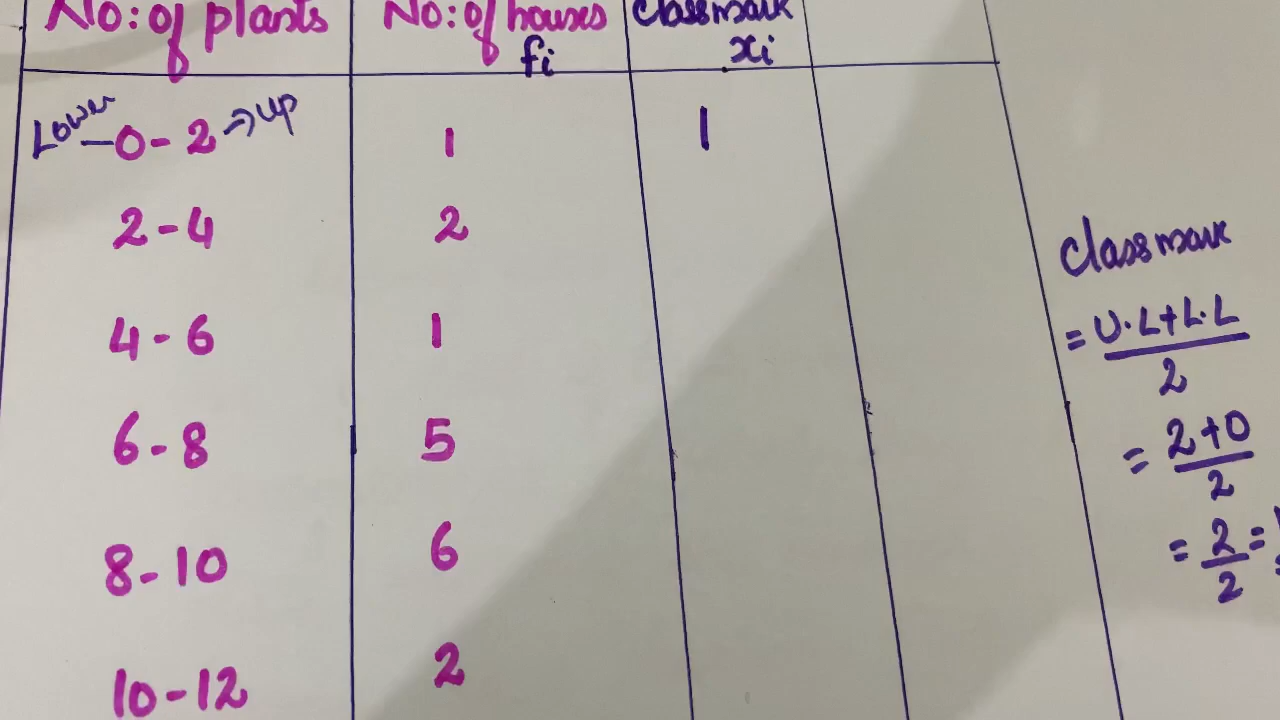 No: of plants No: of houses fi Classmark xi
Lower 0-2 ⇒ up 1 1
2-4 2
4-6 1
6-8 5
8-10 6
10-12 2
Classmark
= U.L+L.L / 2
= 2+0 / 2
= 2 / 2 =